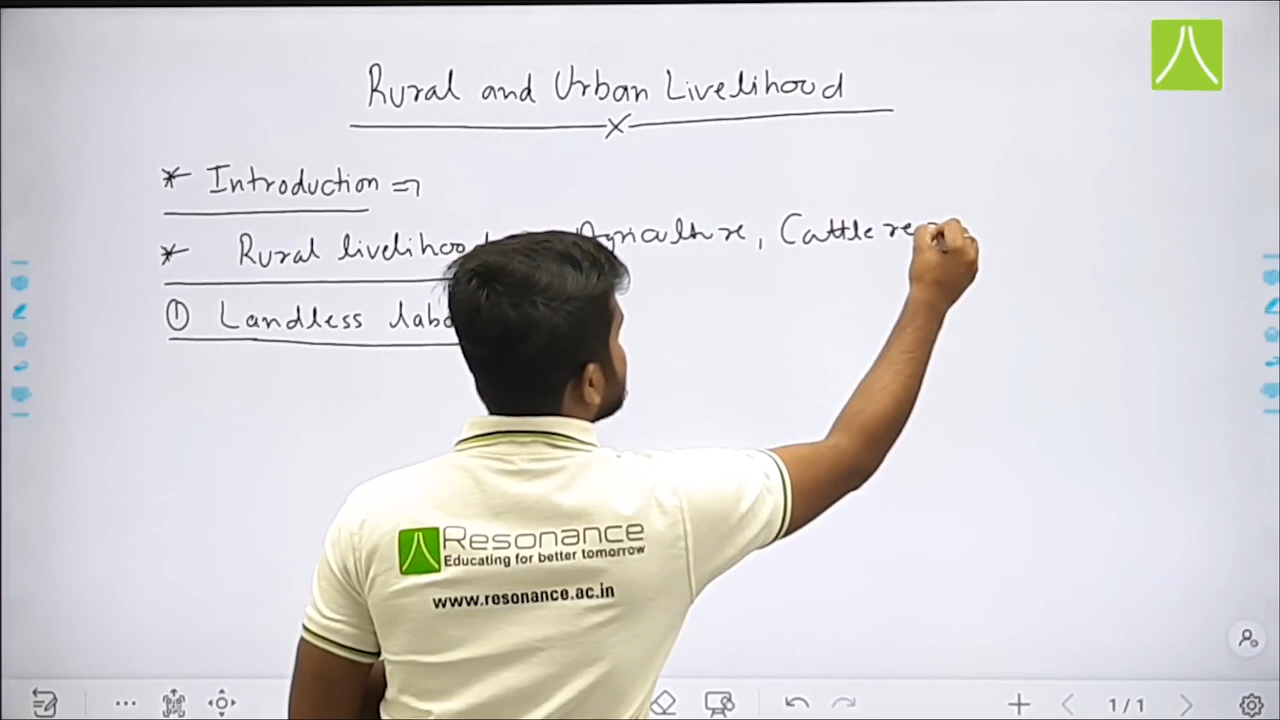 Rural and Urban Livelihood
* Introduction ⇒
* Rural livelihood Agriculture, Cattle
① Landless
Resonance
Educating for better tomorrow
www.resonance.ac.in
1/1